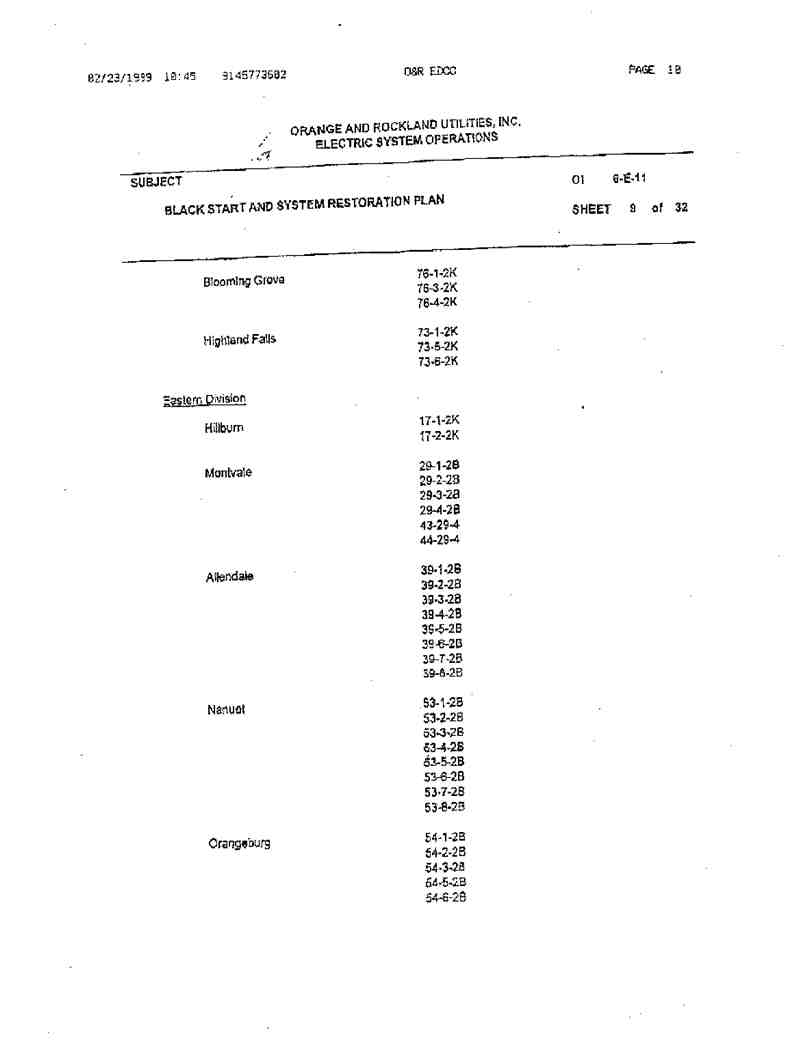 02/23/1999 10:45 9145773682 O&R EDCC PAGE 10
ORANGE AND ROCKLAND UTILITIES, INC.
ELECTRIC SYSTEM OPERATIONS
SUBJECT OI 6-E-11
BLACK START AND SYSTEM RESTORATION PLAN SHEET 9 of 32
Blooming Grove 76-1-2K
76-3-2K
76-4-2K
Highland Falls 73-1-2K
73-5-2K
73-6-2K
Eastern Division
Hillburn 17-1-2K
17-2-2K
Montvale 29-1-2B
29-2-2B
29-3-2B
29-4-2B
43-29-4
44-29-4
Allendale 39-1-2B
39-2-2B
39-3-2B
39-4-2B
39-5-2B
39-6-2B
39-7-2B
39-8-2B
Nanuet 53-1-2B
53-2-2B
53-3-2B
53-4-2B
53-5-2B
53-6-2B
53-7-2B
53-8-2B
Orangeburg 54-1-2B
54-2-2B
54-3-2B
54-5-2B
54-6-2B